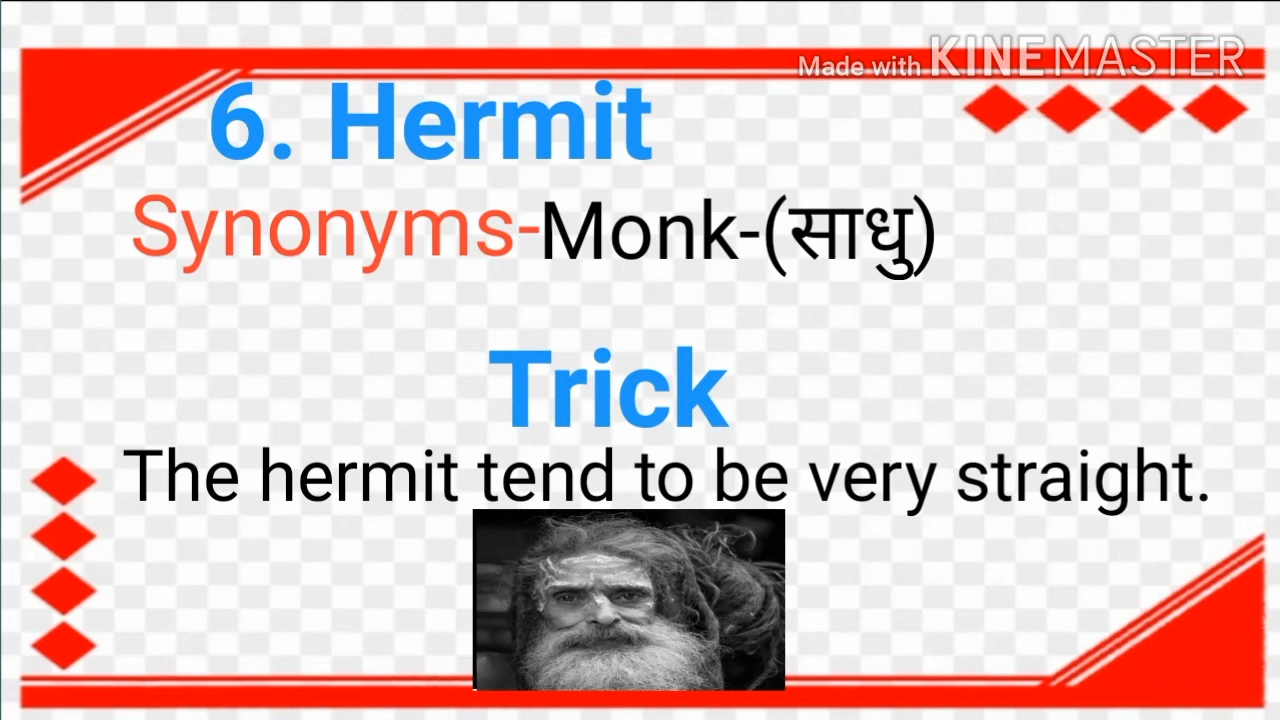 Made with KINEMASTER
6. Hermit
Synonyms-Monk-(साधु)
Trick
The hermit tend to be very straight.